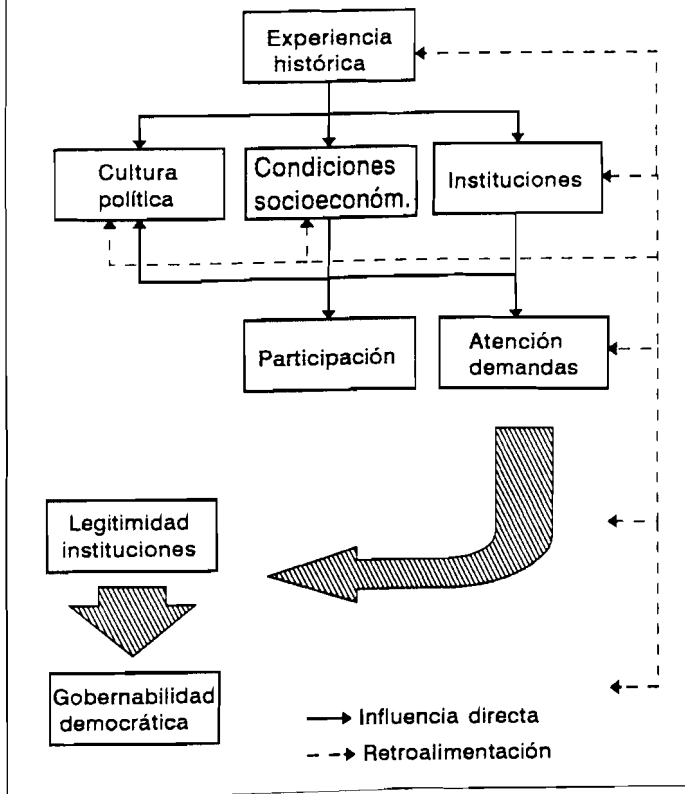 Experiencia
histórica
Cultura
política
Condiciones
socioeconóm.
Instituciones
Participación
Atención
demandas
Legitimidad
instituciones
Gobernabilidad
democrática
Influencia directa
Retroalimentación